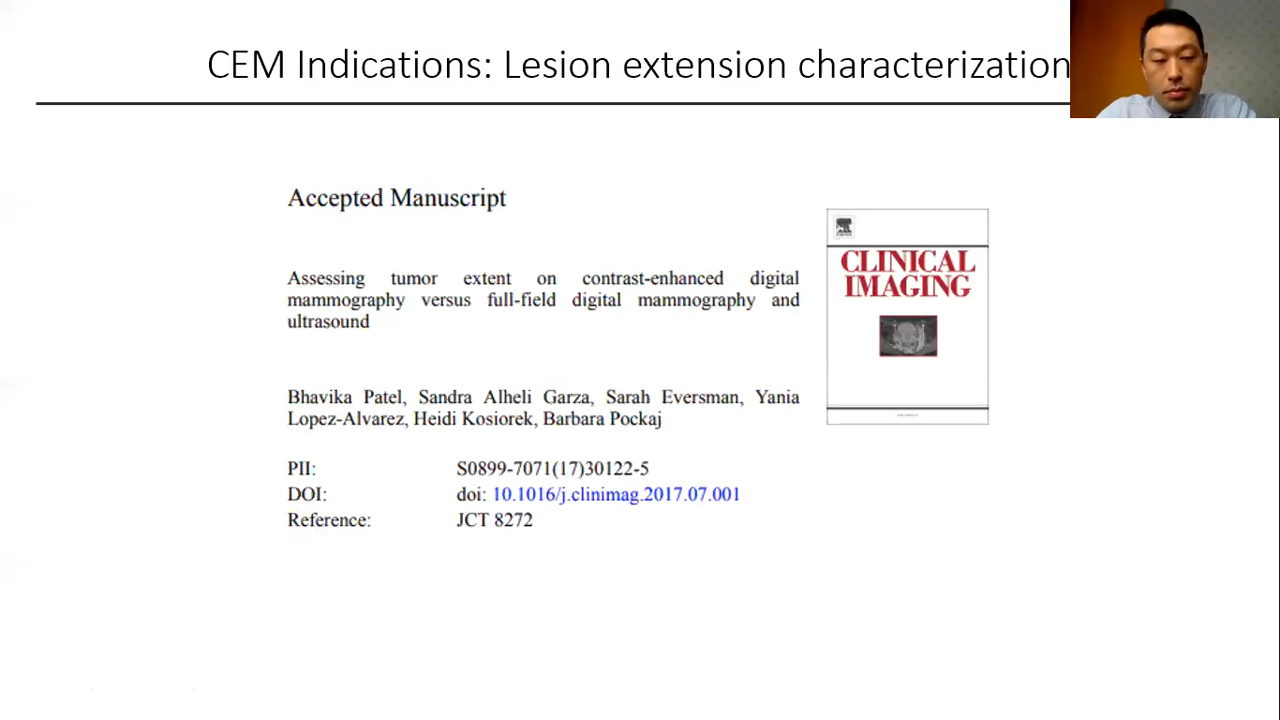 CEM Indications: Lesion extension characterization
Accepted Manuscript
Assessing tumor extent on contrast-enhanced digital
mammography versus full-field digital mammography and
ultrasound
CLINICAL
IMAGING
Bhavika Patel, Sandra Alheli Garza, Sarah Eversman, Yania
Lopez-Alvarez, Heidi Kosiorek, Barbara Pockaj
PII: S0899-7071(17)30122-5
DOI: doi: 10.1016/j.clinimag.2017.07.001
Reference: JCT 8272